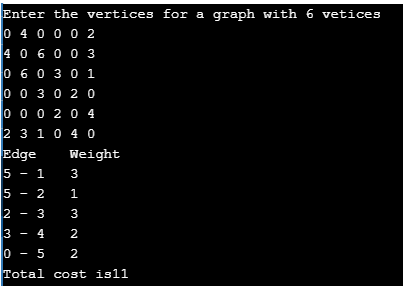 Enter the vertices for a graph with 6 vetices
0 4 0 0 0 2
4 0 6 0 0 3
0 6 0 3 0 1
0 0 3 0 2 0
0 0 0 2 0 4
2 3 1 0 4 0
Edge    Weight
5 - 1   3
5 - 2   1
2 - 3   3
3 - 4   2
0 - 5   2
Total cost is11